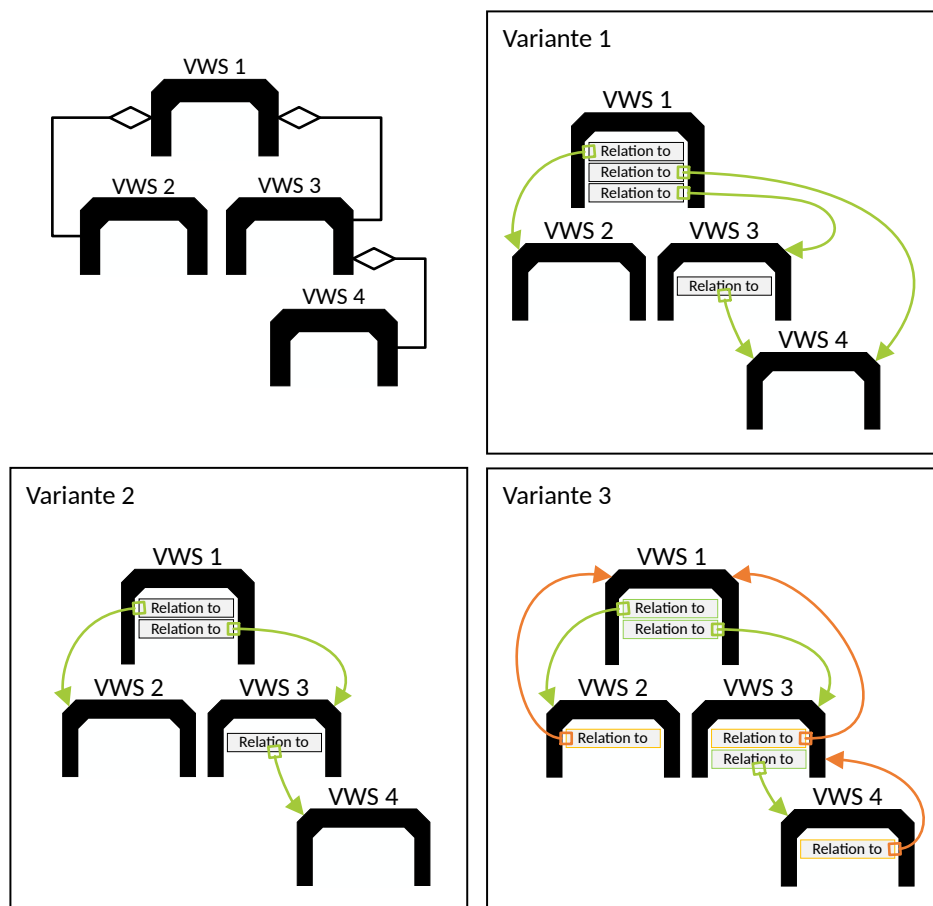 VWS 1
VWS 2
VWS 3
VWS 4
Variante 1
VWS 1
Relation to
Relation to
Relation to
VWS 2
VWS 3
Relation to
VWS 4
Variante 2
VWS 1
Relation to
Relation to
VWS 2
VWS 3
Relation to
VWS 4
Variante 3
VWS 1
Relation to
Relation to
VWS 2
VWS 3
Relation to
Relation to
Relation to
VWS 4
Relation to